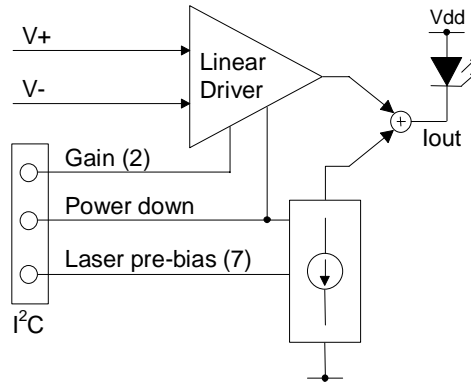 Vdd
V+
Linear
Driver
V-
+
Iout
Gain (2)
Power down
Laser pre-bias (7)
I²C